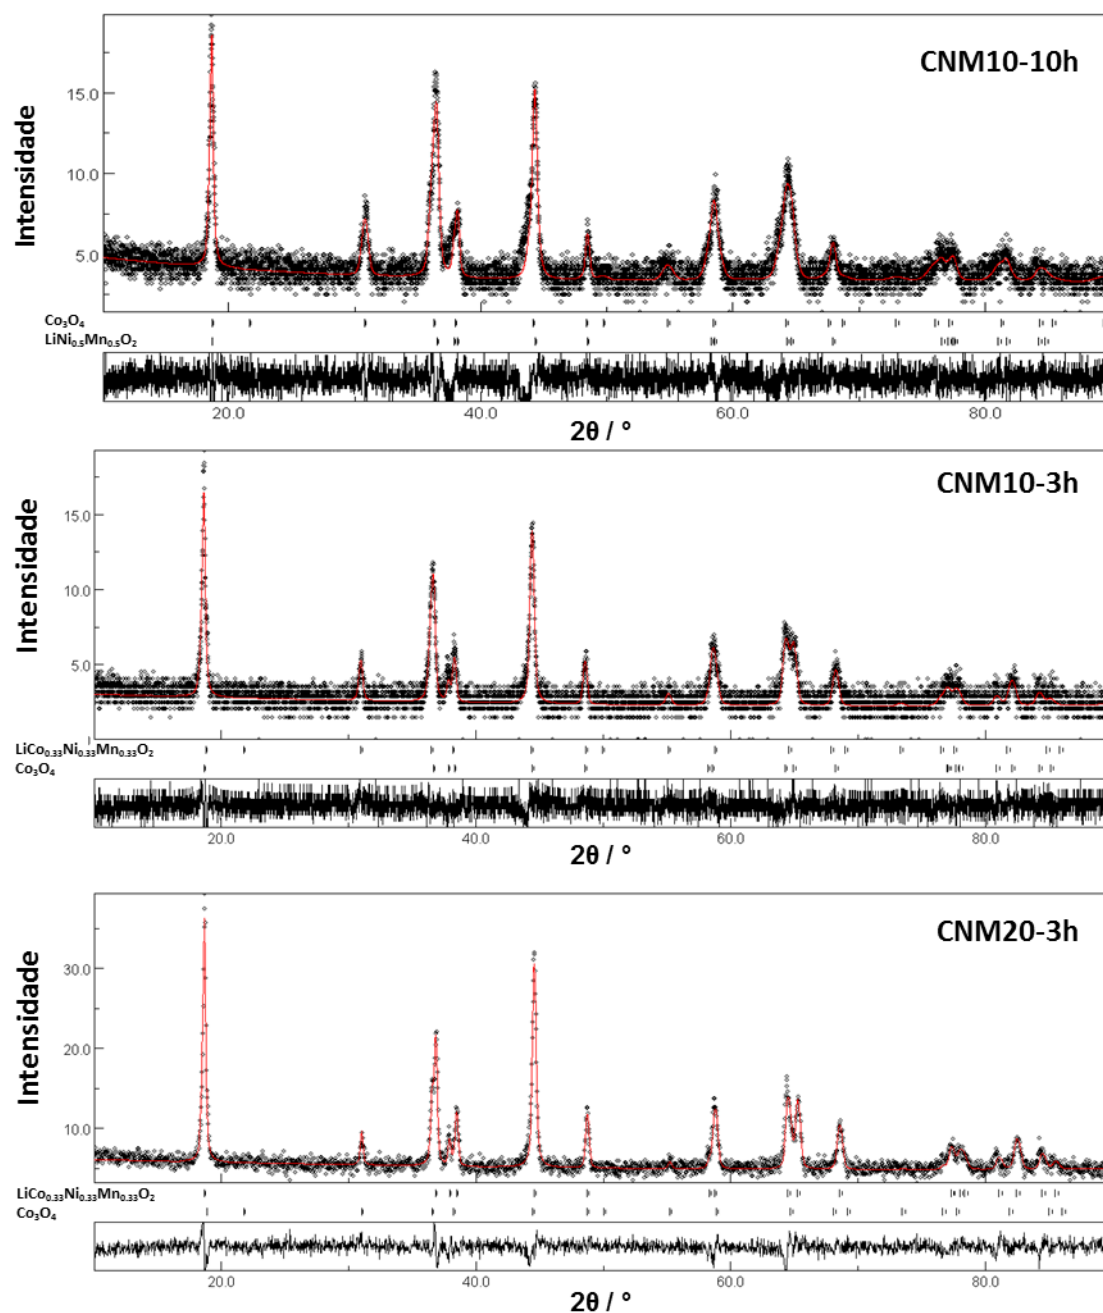 CNM10-10h
Intensidade
15.0
10.0
5.0
Co₃O₄
LiNi₀.₅Mn₀.₅O₂
20.0 40.0 60.0 80.0
2θ / °
CNM10-3h
Intensidade
15.0
10.0
5.0
LiCo₀.₃₃Ni₀.₃₃Mn₀.₃₃O₂
Co₃O₄
20.0 40.0 60.0 80.0
2θ / °
CNM20-3h
Intensidade
30.0
20.0
10.0
LiCo₀.₃₃Ni₀.₃₃Mn₀.₃₃O₂
Co₃O₄
20.0 40.0 60.0 80.0
2θ / °